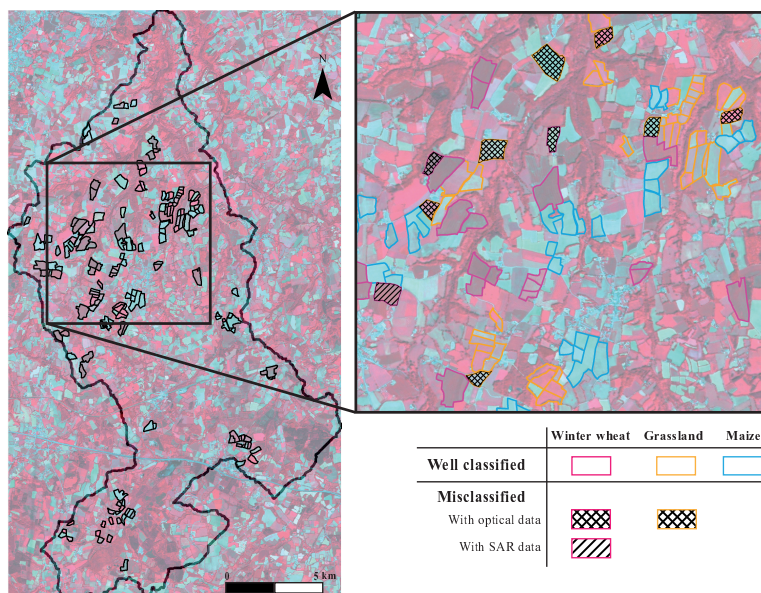 N
0
5 km
Winter wheat Grassland Maize
Well classified
Misclassified
With optical data
With SAR data